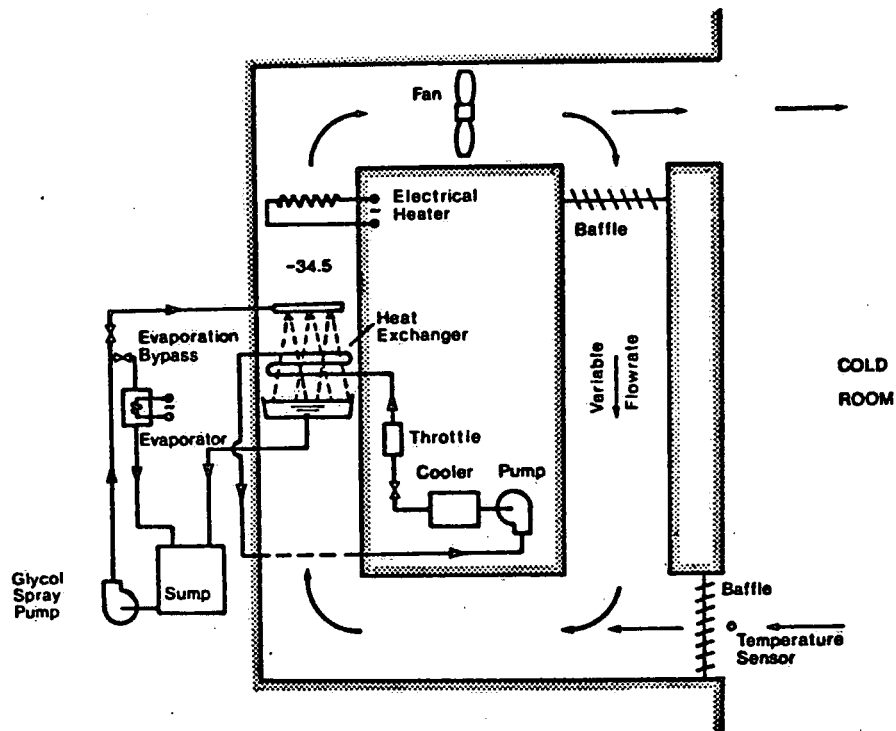 Fan
Electrical
Heater
Baffle
-34.5
Heat
Exchanger
Evaporation
Bypass
Variable
Flowrate
COLD
ROOM
Evaporator
Throttle
Cooler
Pump
Glycol
Spray
Pump
Sump
Baffle
Temperature
Sensor